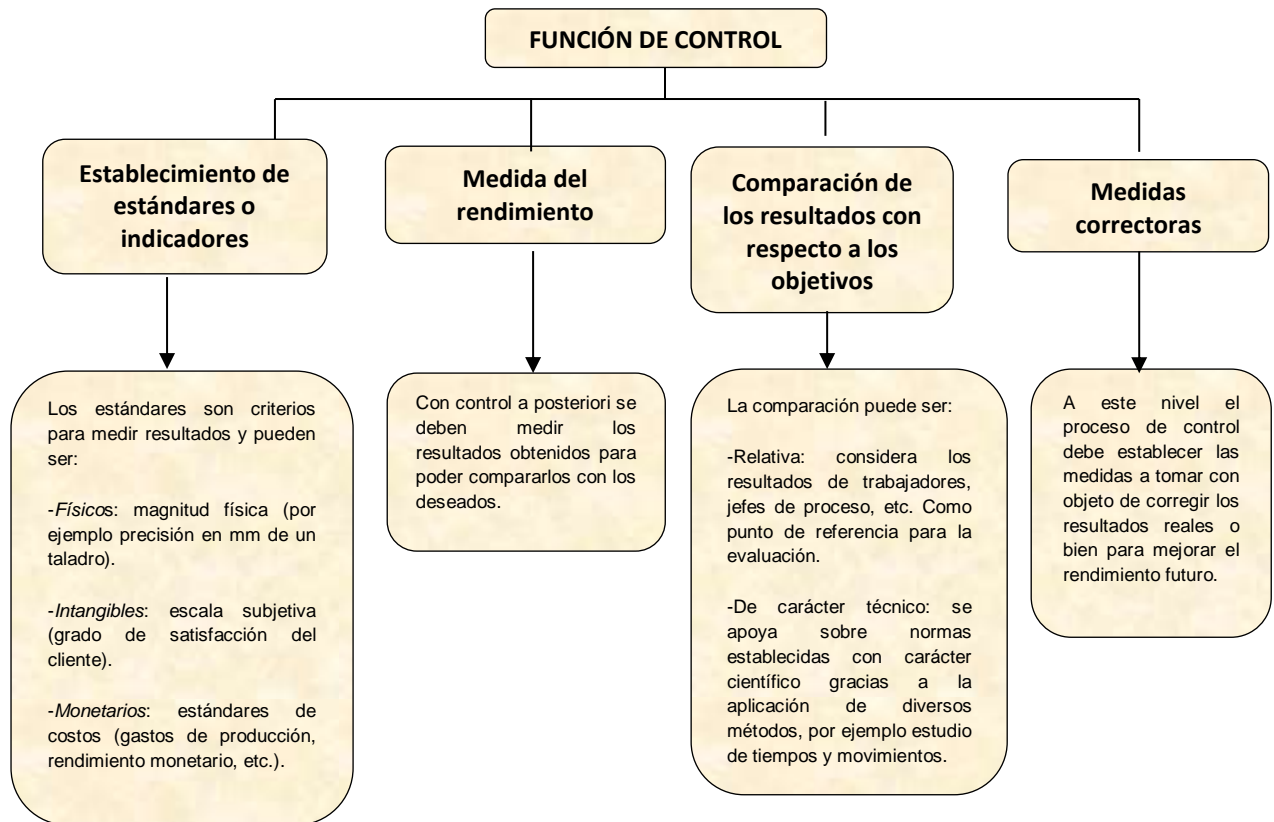 FUNCIÓN DE CONTROL
Establecimiento de
estándares o
indicadores
Medida del
rendimiento
Comparación de
los resultados con
respecto a los
objetivos
Medidas
correctoras
Los estándares son criterios
para medir resultados y pueden
ser:
-Físicos: magnitud física (por
ejemplo precisión en mm de un
taladro).
-Intangibles: escala subjetiva
(grado de satisfacción del
cliente).
-Monetarios: estándares de
costos (gastos de producción,
rendimiento monetario, etc.).
Con control a posteriori se
deben medir los
resultados obtenidos para
poder compararlos con los
deseados.
La comparación puede ser:
-Relativa: considera los
resultados de trabajadores,
jefes de proceso, etc. Como
punto de referencia para la
evaluación.
-De carácter técnico: se
apoya sobre normas
establecidas con carácter
científico gracias a la
aplicación de diversos
métodos, por ejemplo estudio
de tiempos y movimientos.
A este nivel el
proceso de control
debe establecer las
medidas a tomar con
objeto de corregir los
resultados reales o
bien para mejorar el
rendimiento futuro.